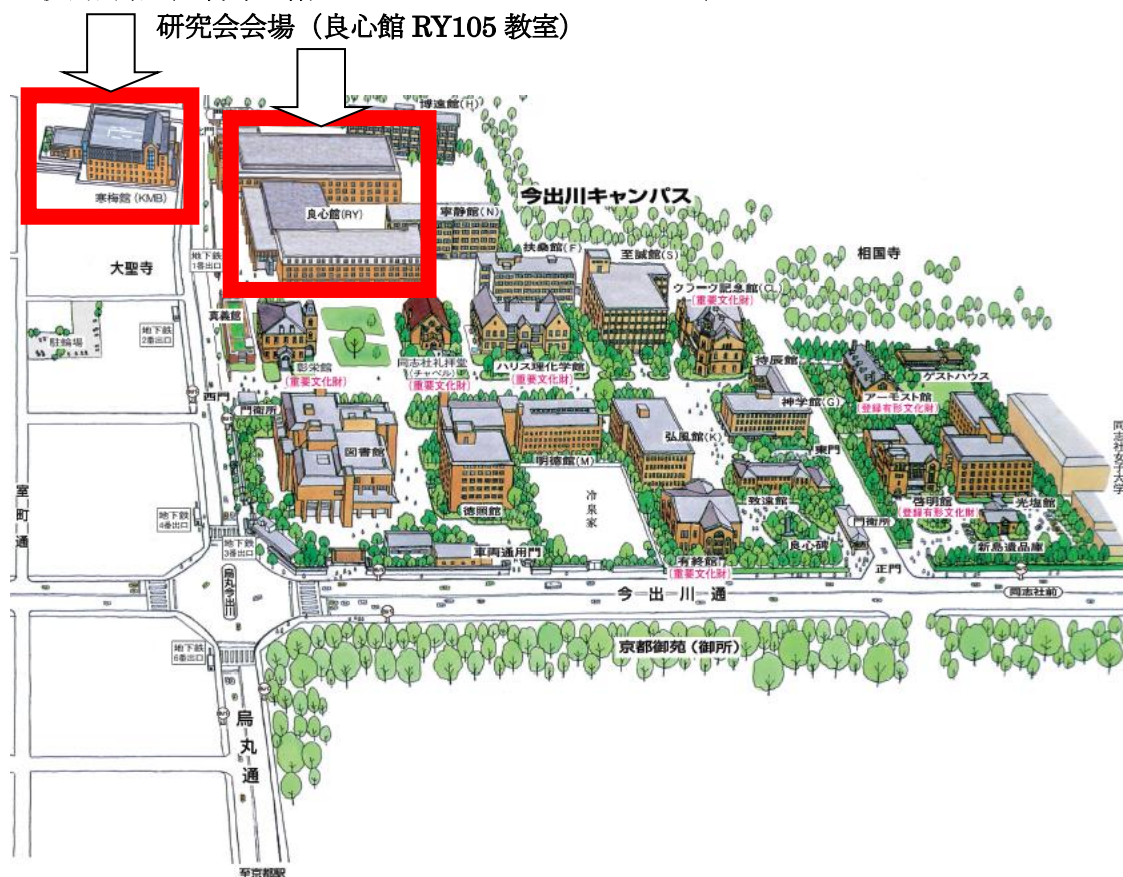 研究会会場（良心館 RY105 教室）
博遠館(H)
寒梅館(KMB)
良心館(RY)
寧静館(N)
今出川キャンパス
扶桑館(F)
至誠館(S)
相国寺
大聖寺
地下鉄
1番出口
クラーク記念館(CL)
(重要文化財)
真義館
地下鉄
2番出口
駐輪場
彰栄館
(重要文化財)
同志社礼拝堂
(チャペル)
(重要文化財)
ハリス理化学館
(重要文化財)
待辰館
ゲストハウス
アーモスト館
(登録有形文化財)
神学館(G)
西門
門衛所
図書館
明徳館(M)
弘風館(K)
東門
同志社女子大学
室町通
徳照館
冷泉家
致遠館
啓明館
(登録有形文化財)
光塩館
地下鉄
4番出口
地下鉄
3番出口
車両通用門
有終館
(重要文化財)
良心碑
門衛所
新島遺品庫
正門
烏丸今出川
今出川通
同志社前
地下鉄
6番出口
京都御苑(御所)
烏丸通
至京都駅